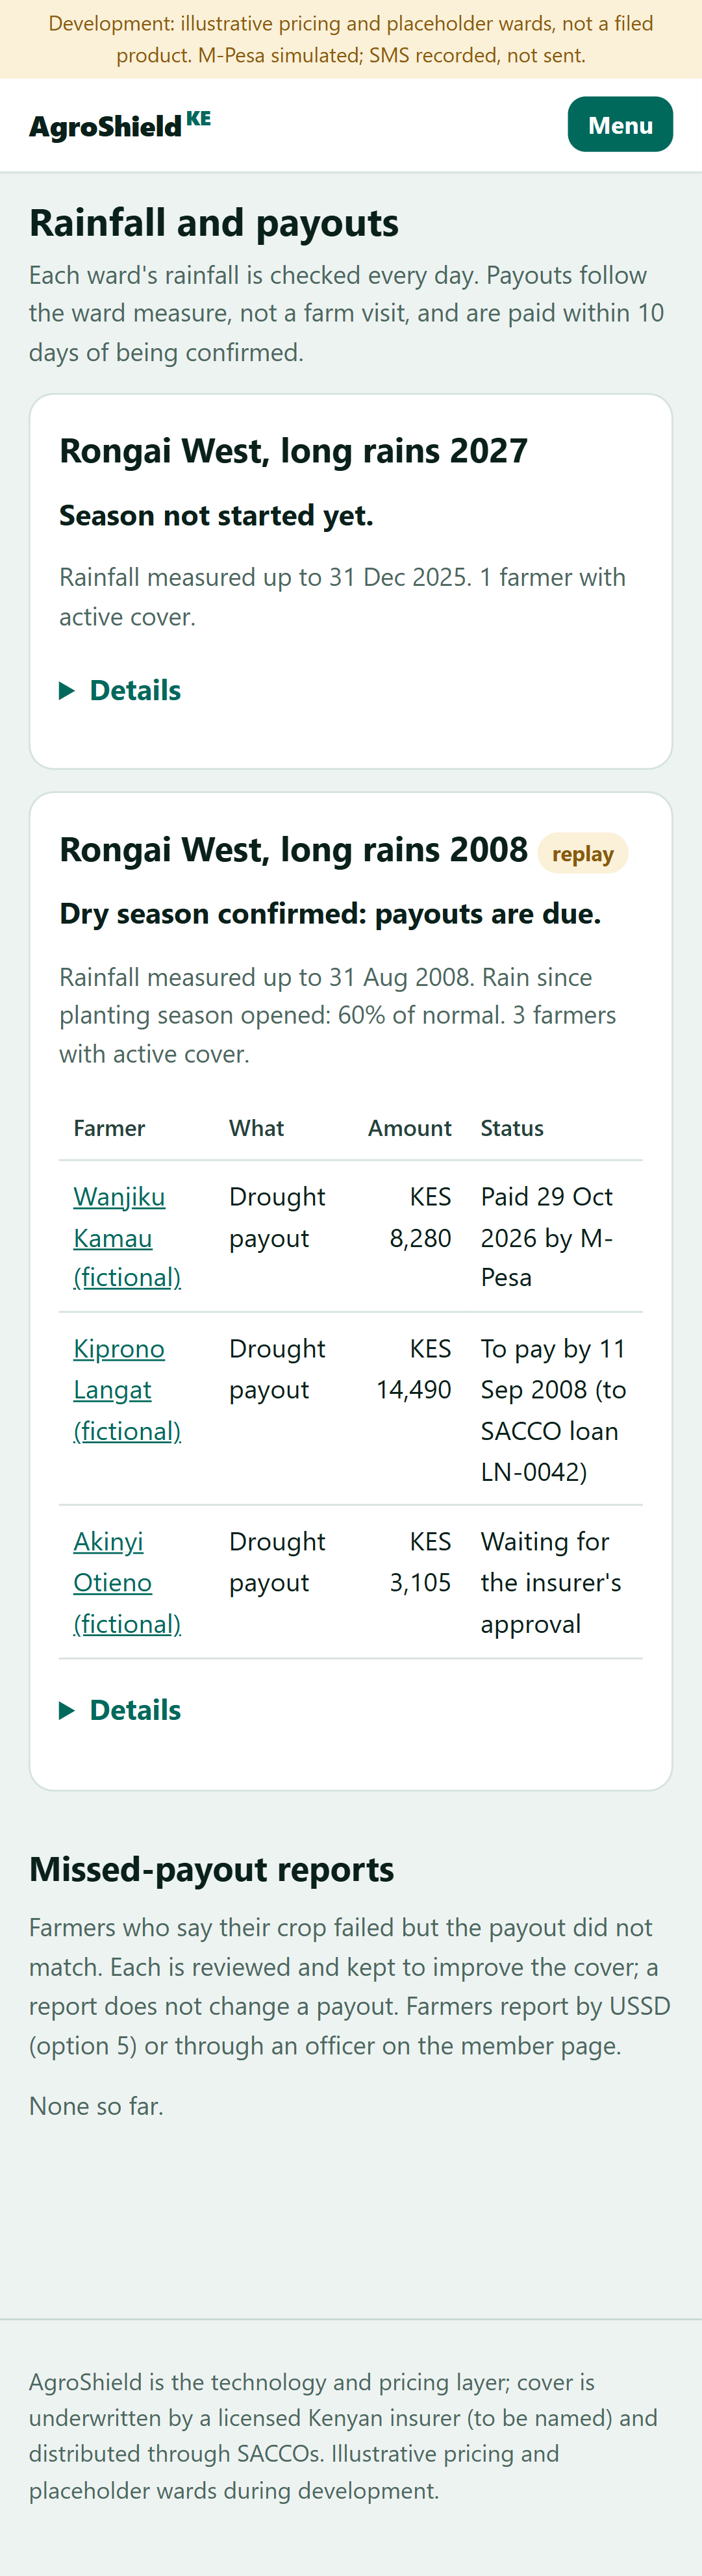 Development: illustrative pricing and placeholder wards, not a filed
product. M-Pesa simulated; SMS recorded, not sent.
AgroShield KE
Menu
Rainfall and payouts
Each ward's rainfall is checked every day. Payouts follow
the ward measure, not a farm visit, and are paid within 10
days of being confirmed.
Rongai West, long rains 2027
Season not started yet.
Rainfall measured up to 31 Dec 2025. 1 farmer with
active cover.
Details
Rongai West, long rains 2008 replay
Dry season confirmed: payouts are due.
Rainfall measured up to 31 Aug 2008. Rain since
planting season opened: 60% of normal. 3 farmers
with active cover.
Farmer What Amount Status
Wanjiku Drought KES Paid 29 Oct
Kamau payout 8,280 2026 by M-
(fictional) Pesa
Kiprono Drought KES To pay by 11
Langat payout 14,490 Sep 2008 (to
(fictional) SACCO loan
LN-0042)
Akinyi Drought KES Waiting for
Otieno payout 3,105 the insurer's
(fictional) approval
Details
Missed-payout reports
Farmers who say their crop failed but the payout did not
match. Each is reviewed and kept to improve the cover; a
report does not change a payout. Farmers report by USSD
(option 5) or through an officer on the member page.
None so far.
AgroShield is the technology and pricing layer; cover is
underwritten by a licensed Kenyan insurer (to be named) and
distributed through SACCOs. Illustrative pricing and
placeholder wards during development.